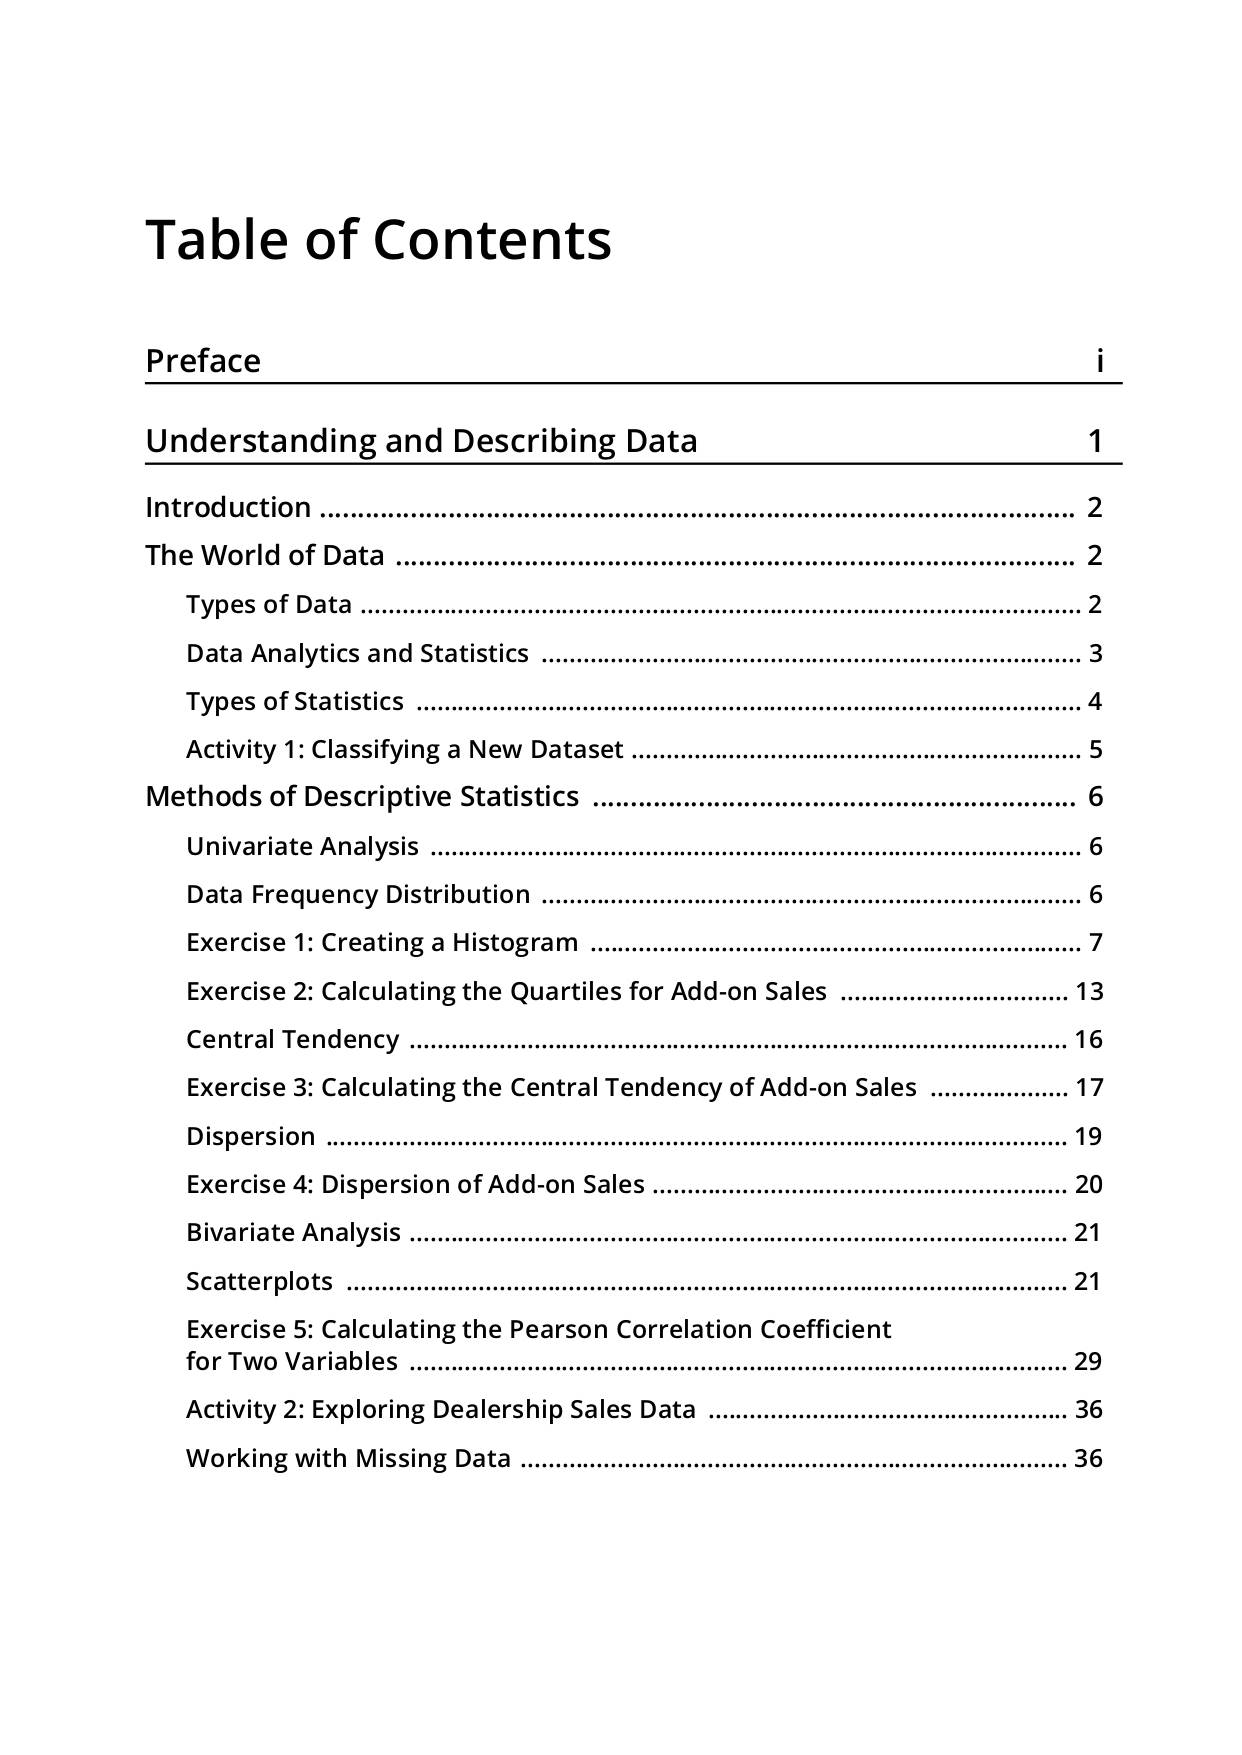 Table of Contents
Preface i
Understanding and Describing Data 1
Introduction ................................................................................................... 2
The World of Data ......................................................................................... 2
Types of Data ........................................................................................................ 2
Data Analytics and Statistics .............................................................................. 3
Types of Statistics ................................................................................................ 4
Activity 1: Classifying a New Dataset ................................................................. 5
Methods of Descriptive Statistics ............................................................... 6
Univariate Analysis .............................................................................................. 6
Data Frequency Distribution .............................................................................. 6
Exercise 1: Creating a Histogram ....................................................................... 7
Exercise 2: Calculating the Quartiles for Add-on Sales ................................. 13
Central Tendency ............................................................................................... 16
Exercise 3: Calculating the Central Tendency of Add-on Sales .................... 17
Dispersion ........................................................................................................... 19
Exercise 4: Dispersion of Add-on Sales ............................................................ 20
Bivariate Analysis ............................................................................................... 21
Scatterplots ........................................................................................................ 21
Exercise 5: Calculating the Pearson Correlation Coefficient
for Two Variables ............................................................................................... 29
Activity 2: Exploring Dealership Sales Data .................................................... 36
Working with Missing Data ............................................................................... 36